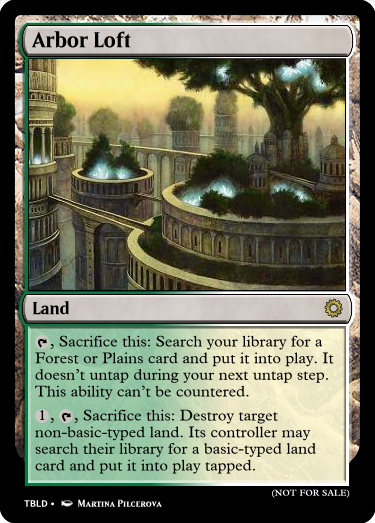 Arbor Loft
Land
, Sacrifice this: Search your library for a
Forest or Plains card and put it into play. It
doesn't untap during your next untap step.
This ability can't be countered.
1, , Sacrifice this: Destroy target
non-basic-typed land. Its controller may
search their library for a basic-typed land
card and put it into play tapped.
(NOT FOR SALE)
TBLD • Martina Pilcerova